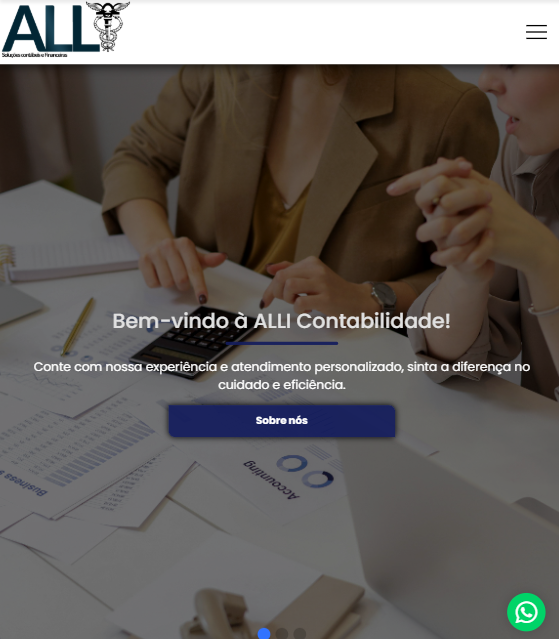 ALLI
Soluções contábeis e Financeiras
Bem-vindo à ALLI Contabilidade!
Conte com nossa experiência e atendimento personalizado, sinta a diferença no
cuidado e eficiência.
Sobre nós
Business
Accounting